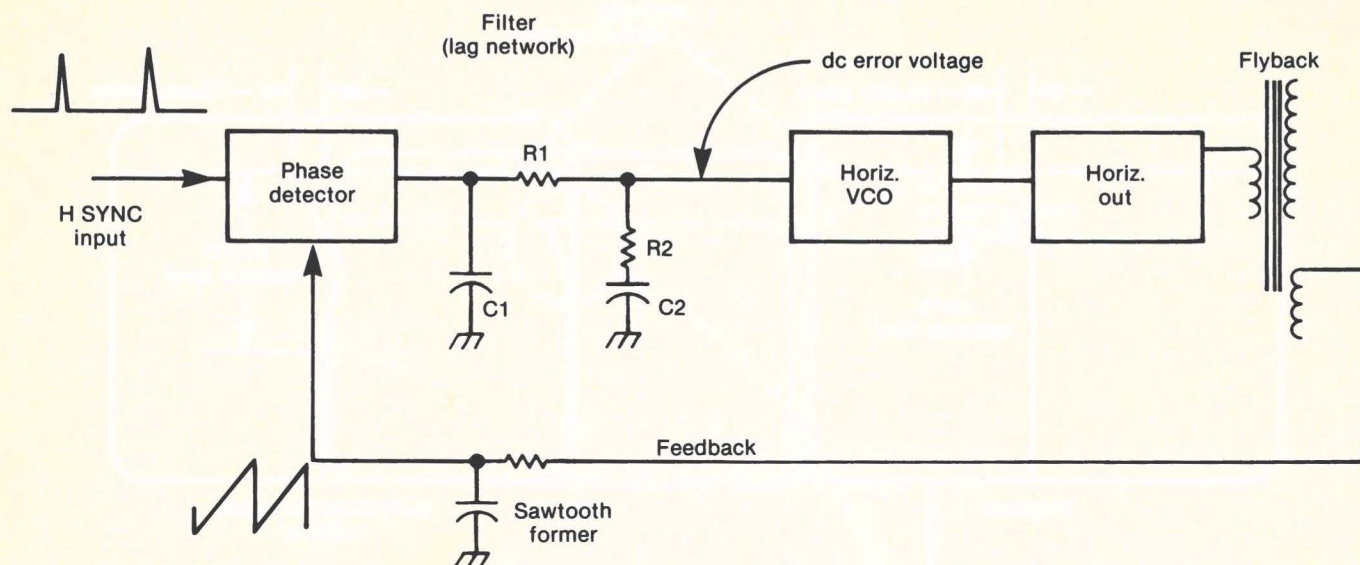 Filter
(lag network)
dc error voltage
Flyback
Phase
detector
R1
Horiz.
VCO
Horiz.
out
H SYNC
input
R2
C1
C2
Feedback
Sawtooth
former